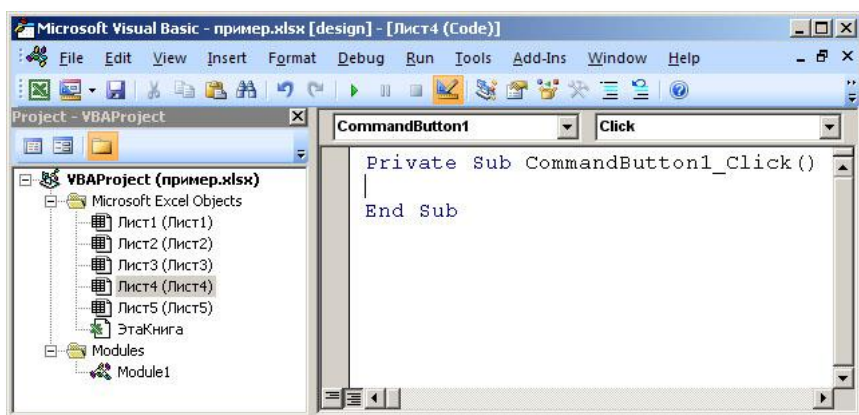 Microsoft Visual Basic - пример.xlsx [design] - [Лист4 (Code)]
File Edit View Insert Format Debug Run Tools Add-Ins Window Help
Project - VBAProject
CommandButton1 Click
VBAProject (пример.xlsx)
Microsoft Excel Objects
Лист1 (Лист1)
Лист2 (Лист2)
Лист3 (Лист3)
Лист4 (Лист4)
Лист5 (Лист5)
ЭтаКнига
Modules
Module1
Private Sub CommandButton1_Click()
End Sub